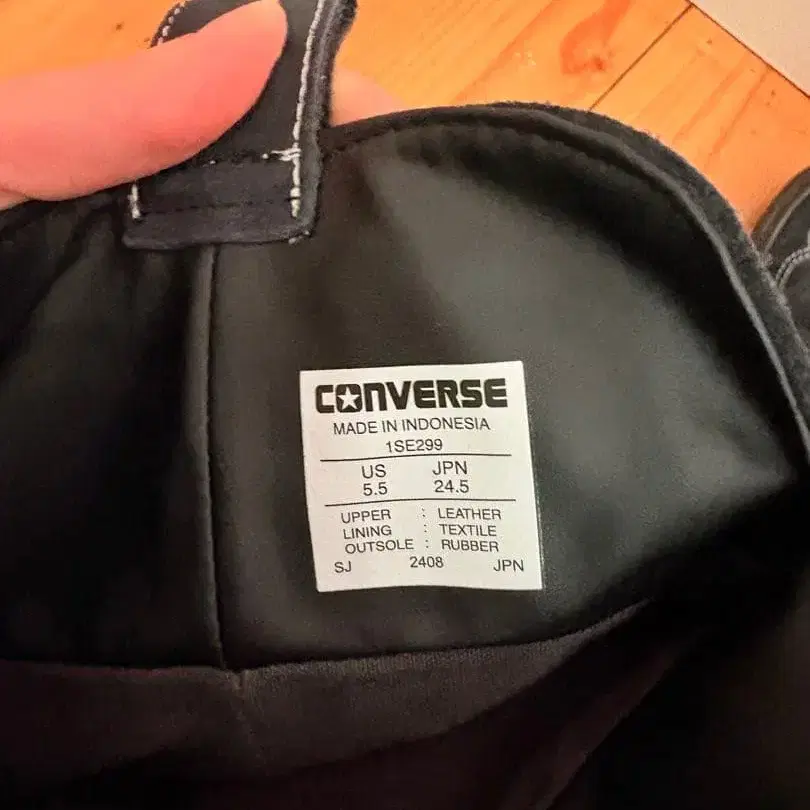 CONVERSE
MADE IN INDONESIA
1SE299
US JPN
5.5 24.5
UPPER : LEATHER
LINING : TEXTILE
OUTSOLE : RUBBER
SJ 2408 JPN